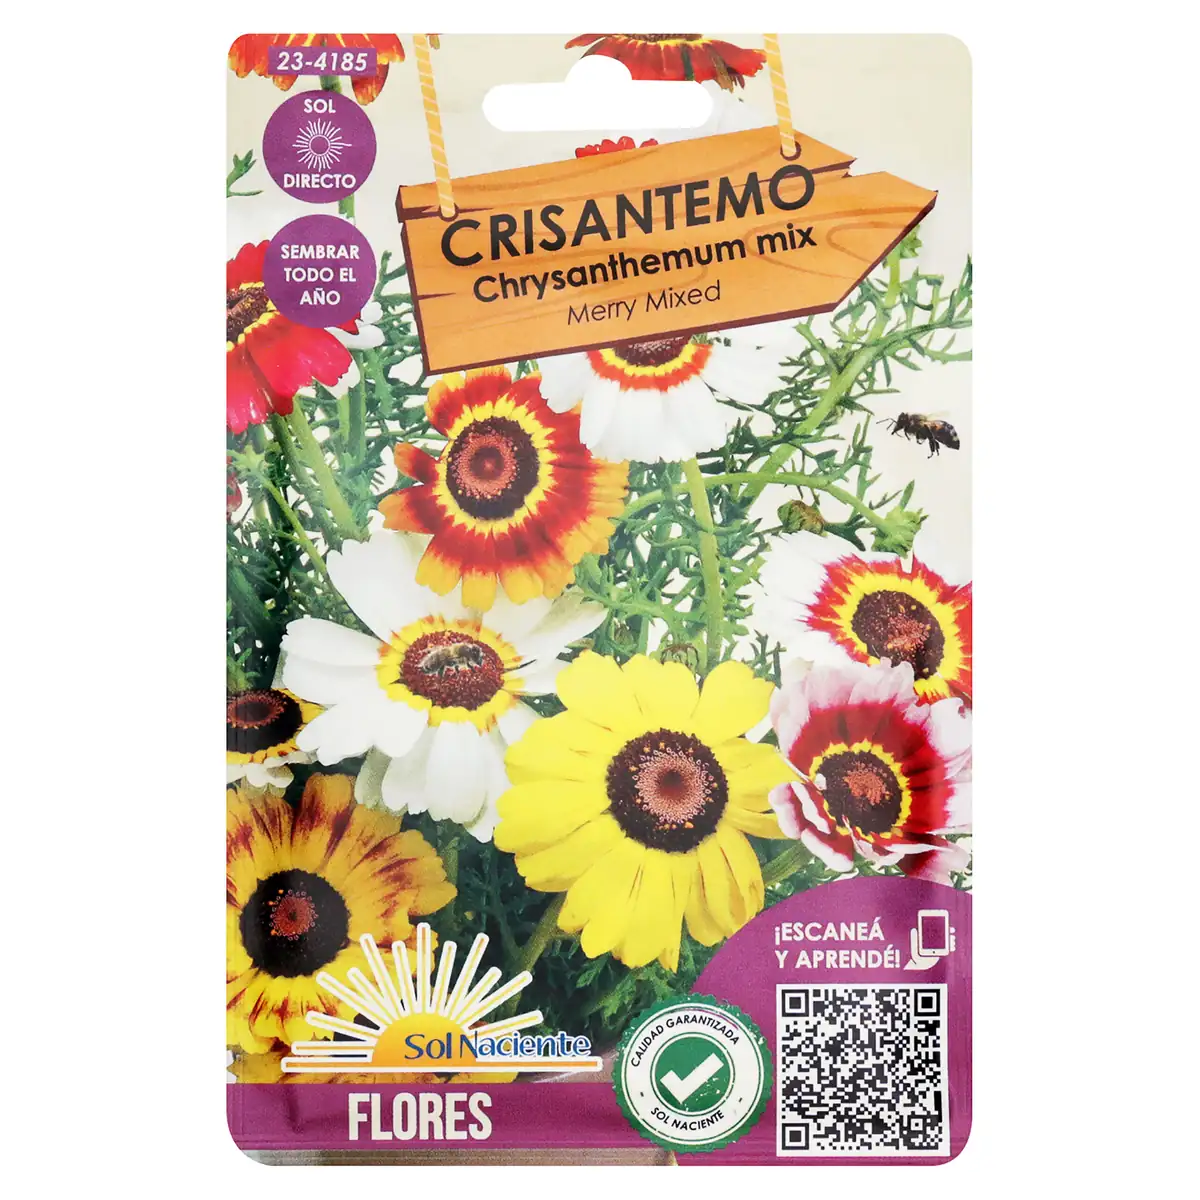 23-4185
SOL
DIRECTO
SEMBRAR
TODO EL
AÑO
CRISANTEMO
Chrysanthemum mix
Merry Mixed
¡ESCANEÁ
Y APRENDÉ!
Sol Naciente
CALIDAD GARANTIZADA
- SOL NACIENTE -
FLORES